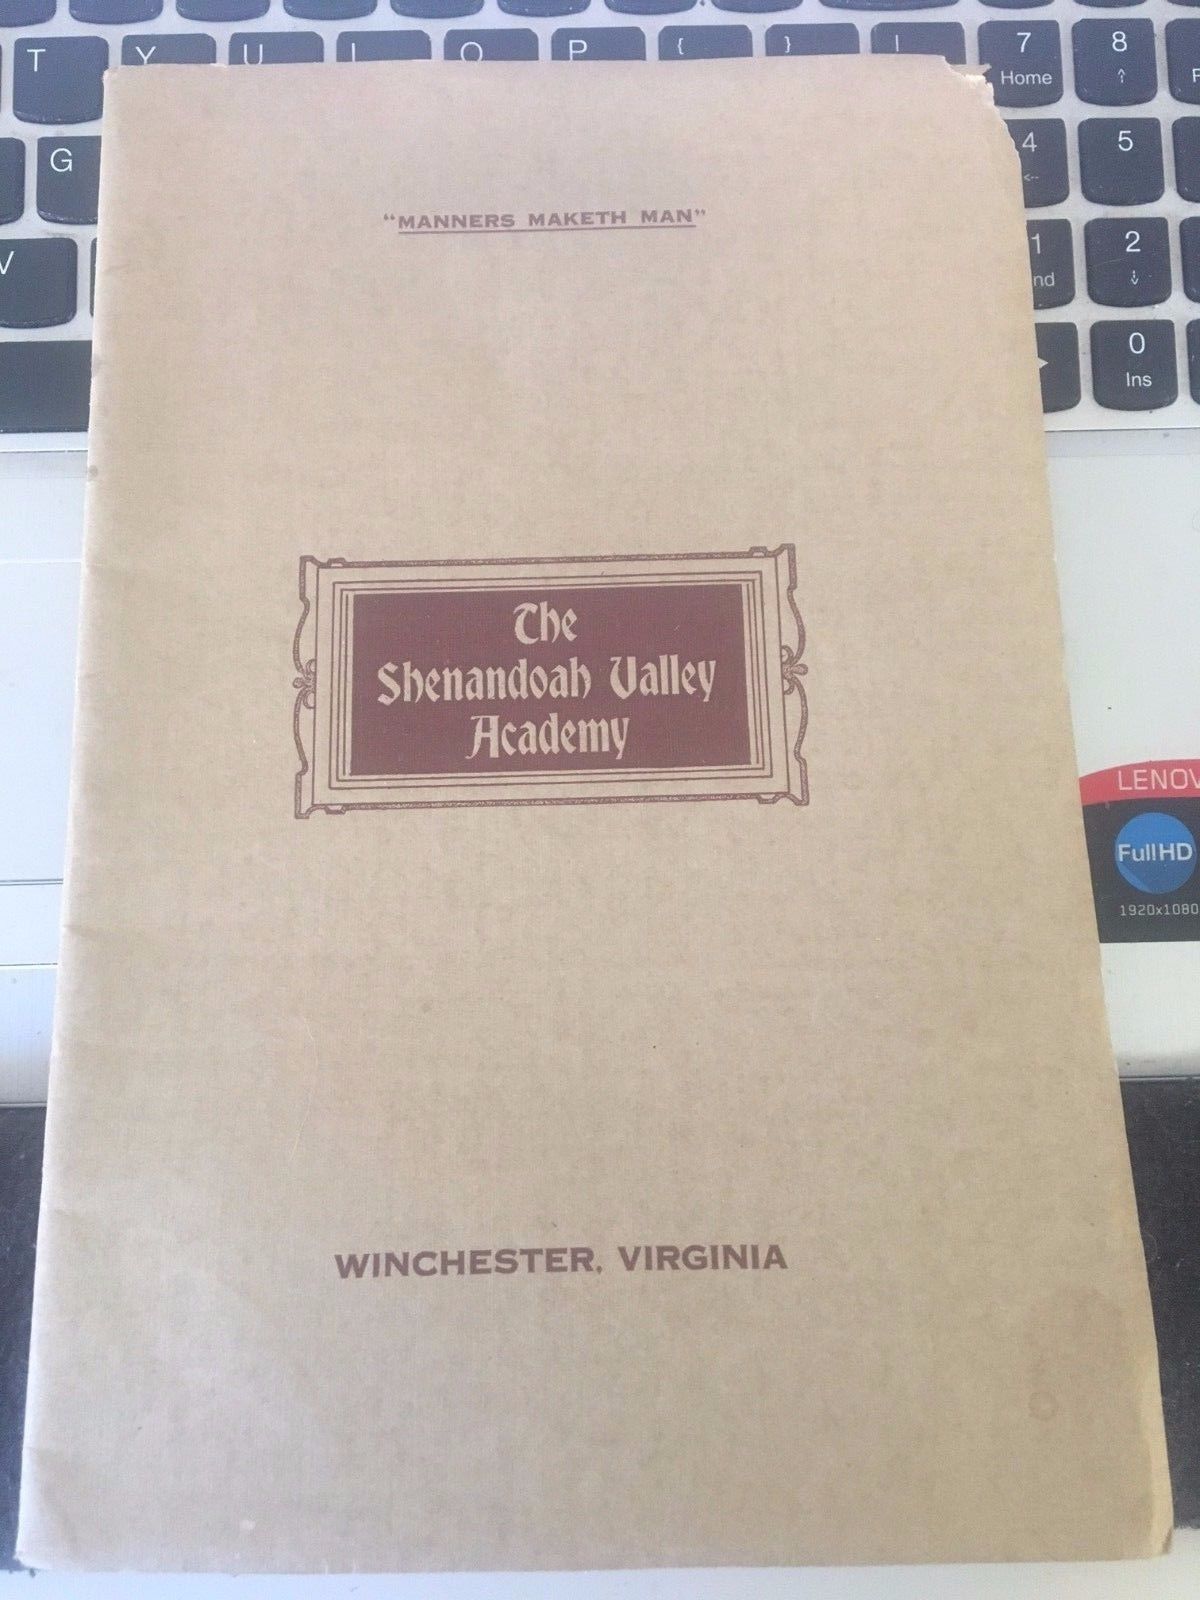 T Y U I O P { } |
7 8
Home ↑
G
4 5
<--
V
1 2
nd ↓
0
Ins
“MANNERS MAKETH MAN”
The
Shenandoah Valley
Academy
LENOV
FullHD
1920x1080
WINCHESTER, VIRGINIA